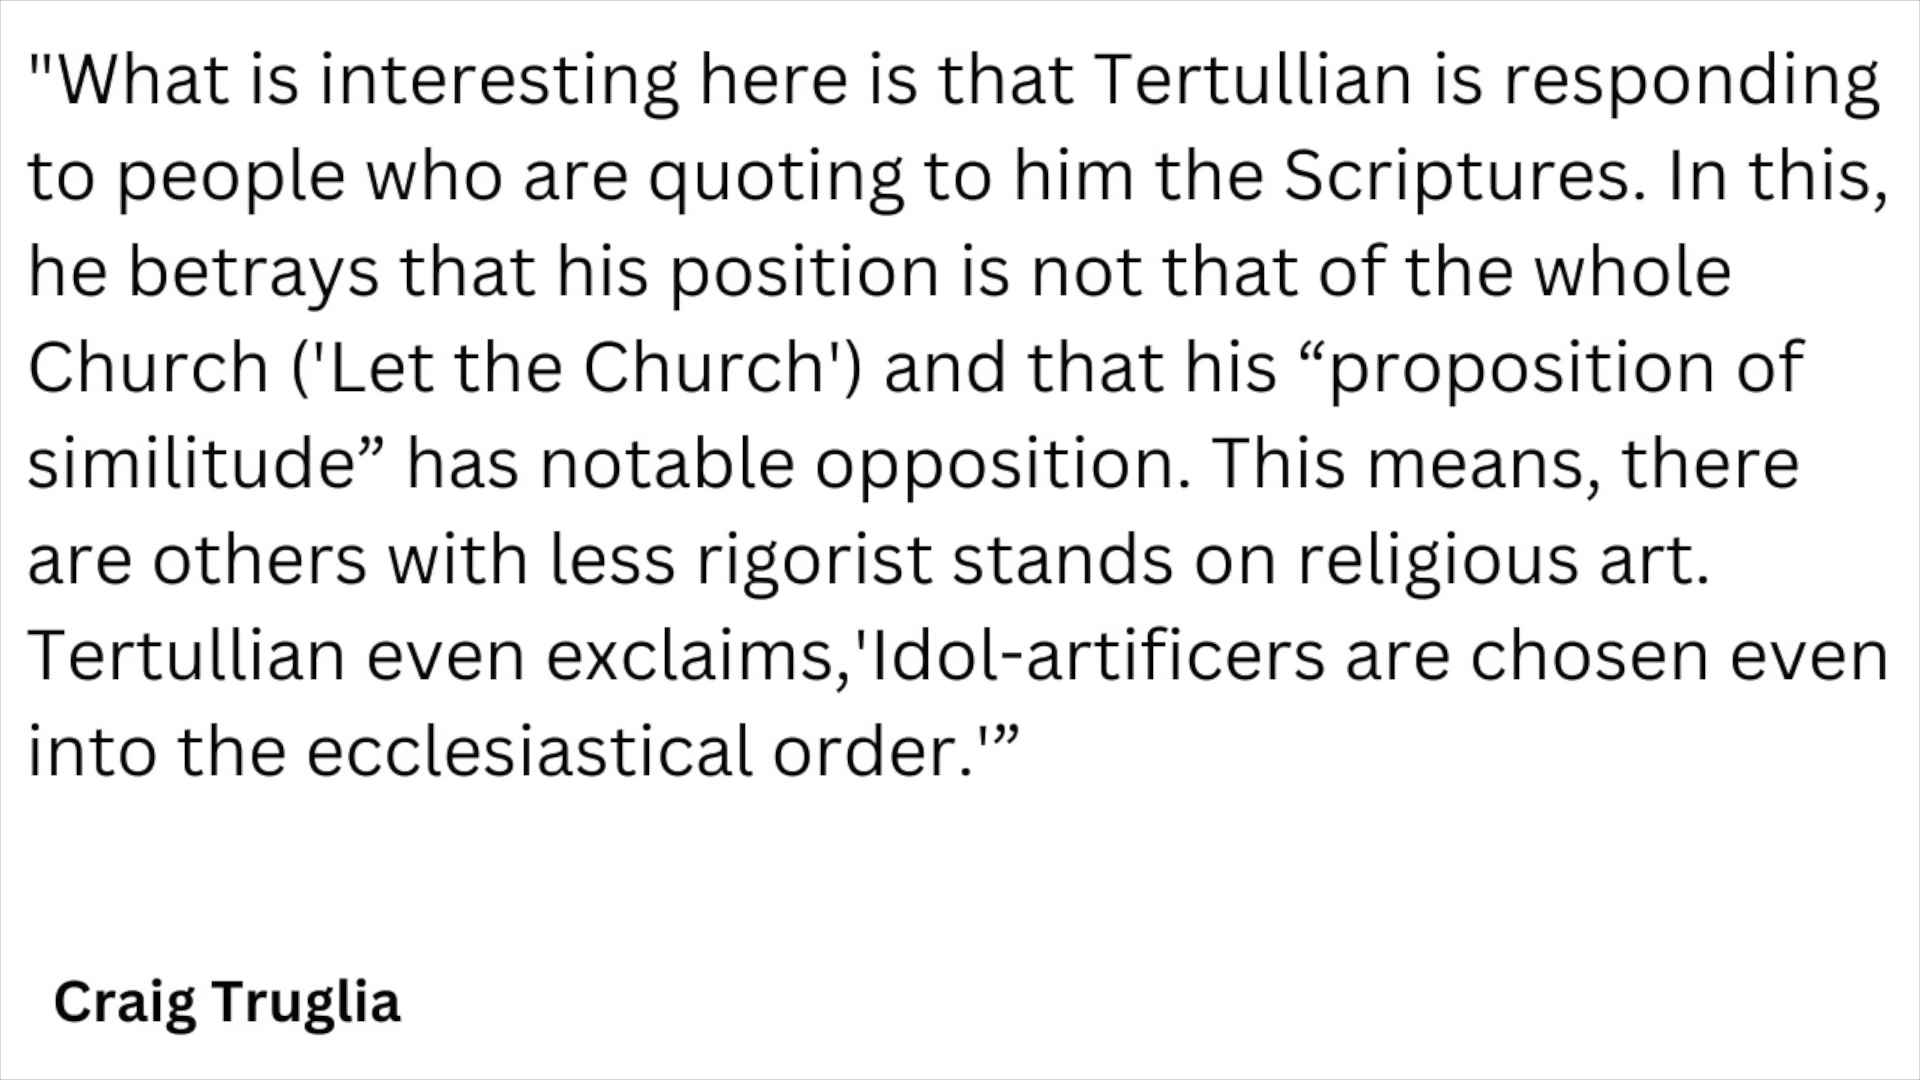 "What is interesting here is that Tertullian is responding
to people who are quoting to him the Scriptures. In this,
he betrays that his position is not that of the whole
Church ('Let the Church') and that his “proposition of
similitude” has notable opposition. This means, there
are others with less rigorist stands on religious art.
Tertullian even exclaims,'Idol-artificers are chosen even
into the ecclesiastical order.'”
Craig Truglia